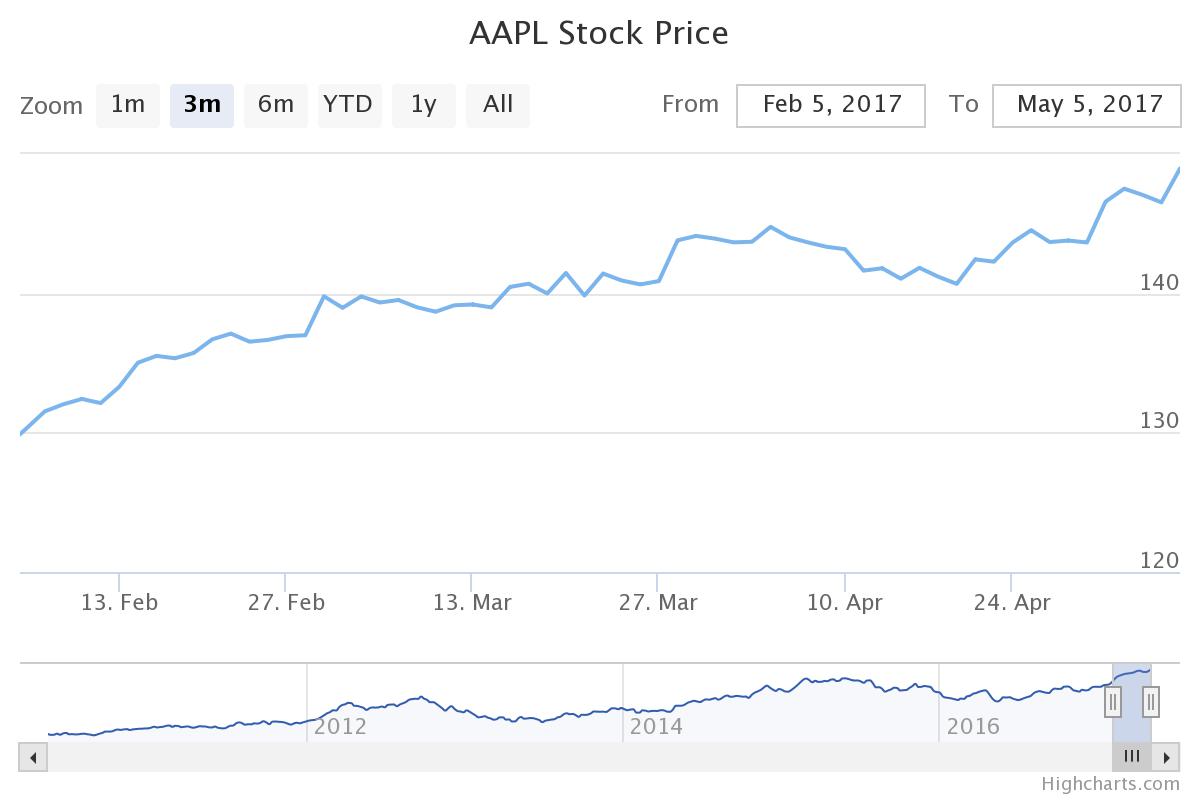 AAPL Stock Price
Zoom 1m 3m 6m YTD 1y All From Feb 5, 2017 To May 5, 2017
140
130
120
13. Feb 27. Feb 13. Mar 27. Mar 10. Apr 24. Apr
2012 2014 2016
Highcharts.com